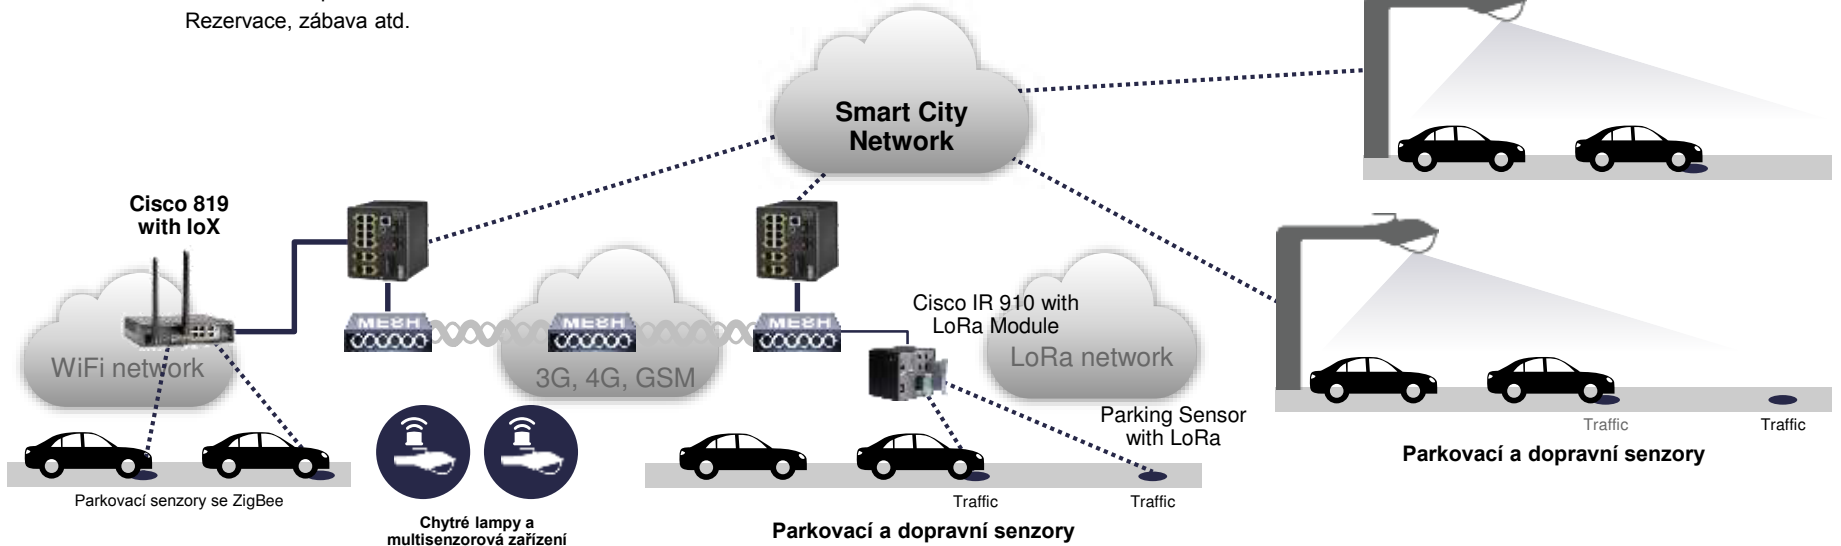 Rezervace, zábava atd.
Smart City
Network
Cisco 819
with IoX
MESH
MESH
MESH
Cisco IR 910 with
LoRa Module
WiFi network
3G, 4G, GSM
LoRa network
Parking Sensor
with LoRa
Traffic
Traffic
Parkovací a dopravní senzory
Parkovací senzory se ZigBee
Chytré lampy a
multisenzorová zařízení
Traffic
Traffic
Parkovací a dopravní senzory